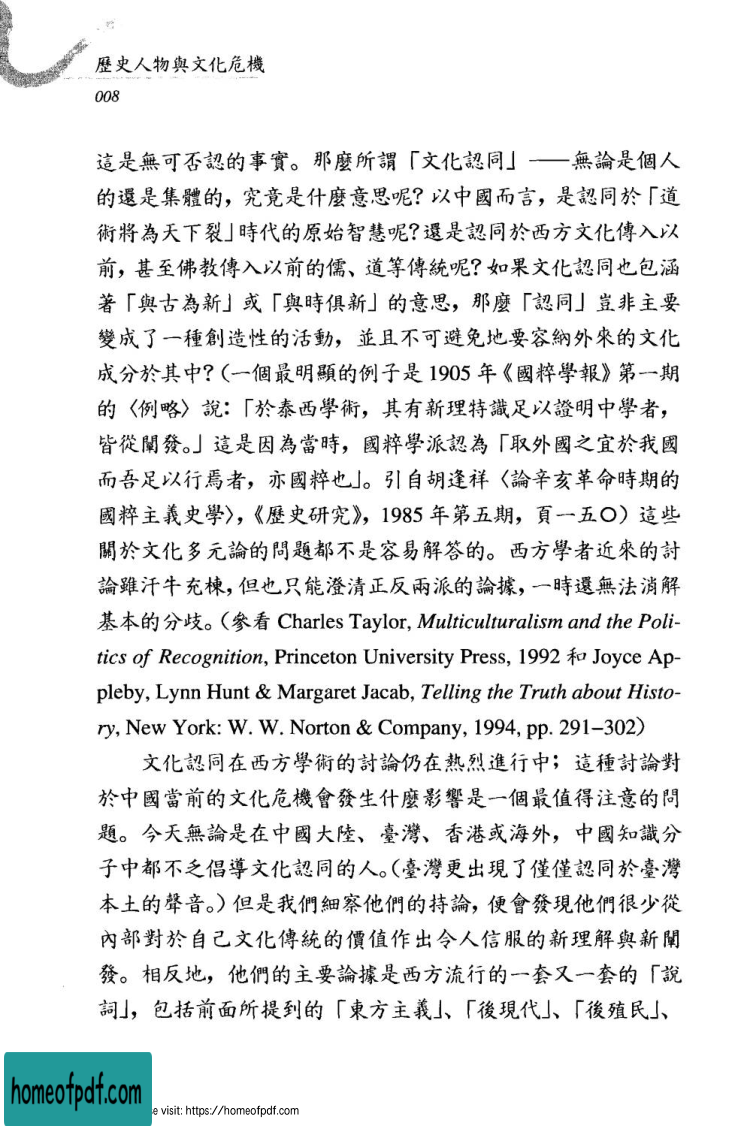 歷史人物與文化危機
008
這是無可否認的事實。那麼所謂「文化認同」——無論是個人
的還是集體的，究竟是什麼意思呢？以中國而言，是認同於「道
術將為天下裂」時代的原始智慧呢？還是認同於西方文化傳入以
前，甚至佛教傳入以前的儒、道等傳統呢？如果文化認同也包涵
著「與古為新」或「與時俱新」的意思，那麼「認同」豈非主要
變成了一種創造性的活動，並且不可避免地要容納外來的文化
成分於其中？（一個最明顯的例子是 1905 年《國粹學報》第一期
的〈例略〉說：「於泰西學術，其有新理特識足以證明中學者，
皆從闡發。」這是因為當時，國粹學派認為「取外國之宜於我國
而吾足以行焉者，亦國粹也」。引自胡逢祥〈論辛亥革命時期的
國粹主義史學〉，《歷史研究》，1985 年第五期，頁一五〇）這些
關於文化多元論的問題都不是容易解答的。西方學者近來的討
論雖汗牛充棟，但也只能澄清正反兩派的論據，一時還無法消解
基本的分歧。（參看 Charles Taylor, Multiculturalism and the Poli-
tics of Recognition, Princeton University Press, 1992 和 Joyce Ap-
pleby, Lynn Hunt & Margaret Jacab, Telling the Truth about Histo-
ry, New York: W. W. Norton & Company, 1994, pp. 291–302）
文化認同在西方學術的討論仍在熱烈進行中；這種討論對
於中國當前的文化危機會發生什麼影響是一個最值得注意的問
題。今天無論是在中國大陸、臺灣、香港或海外，中國知識分
子中都不乏倡導文化認同的人。（臺灣更出現了僅僅認同於臺灣
本土的聲音。）但是我們細察他們的持論，便會發現他們很少從
內部對於自己文化傳統的價值作出令人信服的新理解與新闡
發。相反地，他們的主要論據是西方流行的一套又一套的「說
詞」，包括前面所提到的「東方主義」、「後現代」、「後殖民」、
homeofpdf.com
e visit: https://homeofpdf.com